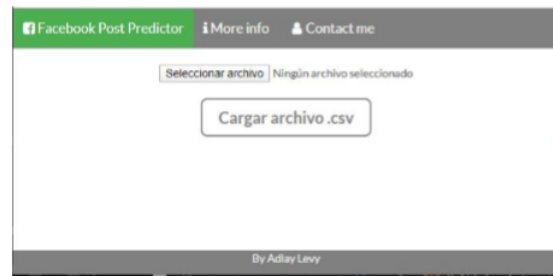 Facebook Post Predictor More info Contact me
Seleccionar archivo Ningún archivo seleccionado
Cargar archivo .csv
By Adlay Levy